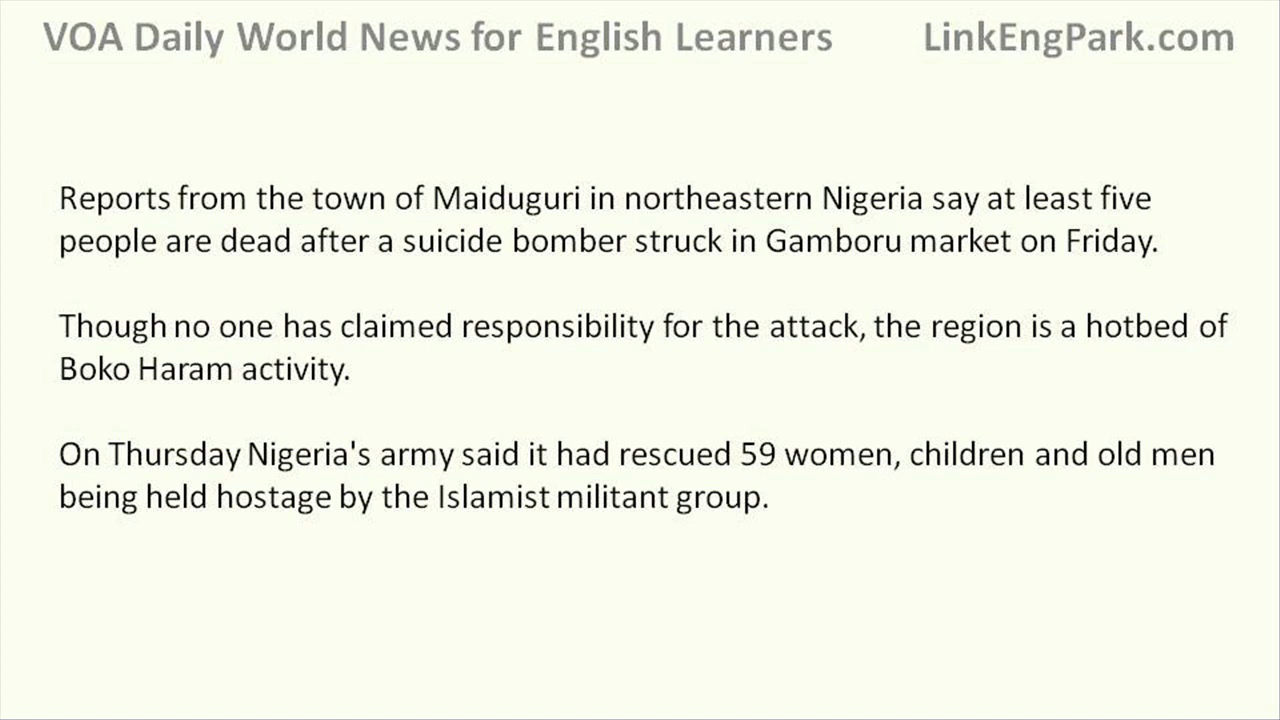 VOA Daily World News for English Learners LinkEngPark.com
Reports from the town of Maiduguri in northeastern Nigeria say at least five
people are dead after a suicide bomber struck in Gamboru market on Friday.
Though no one has claimed responsibility for the attack, the region is a hotbed of
Boko Haram activity.
On Thursday Nigeria's army said it had rescued 59 women, children and old men
being held hostage by the Islamist militant group.